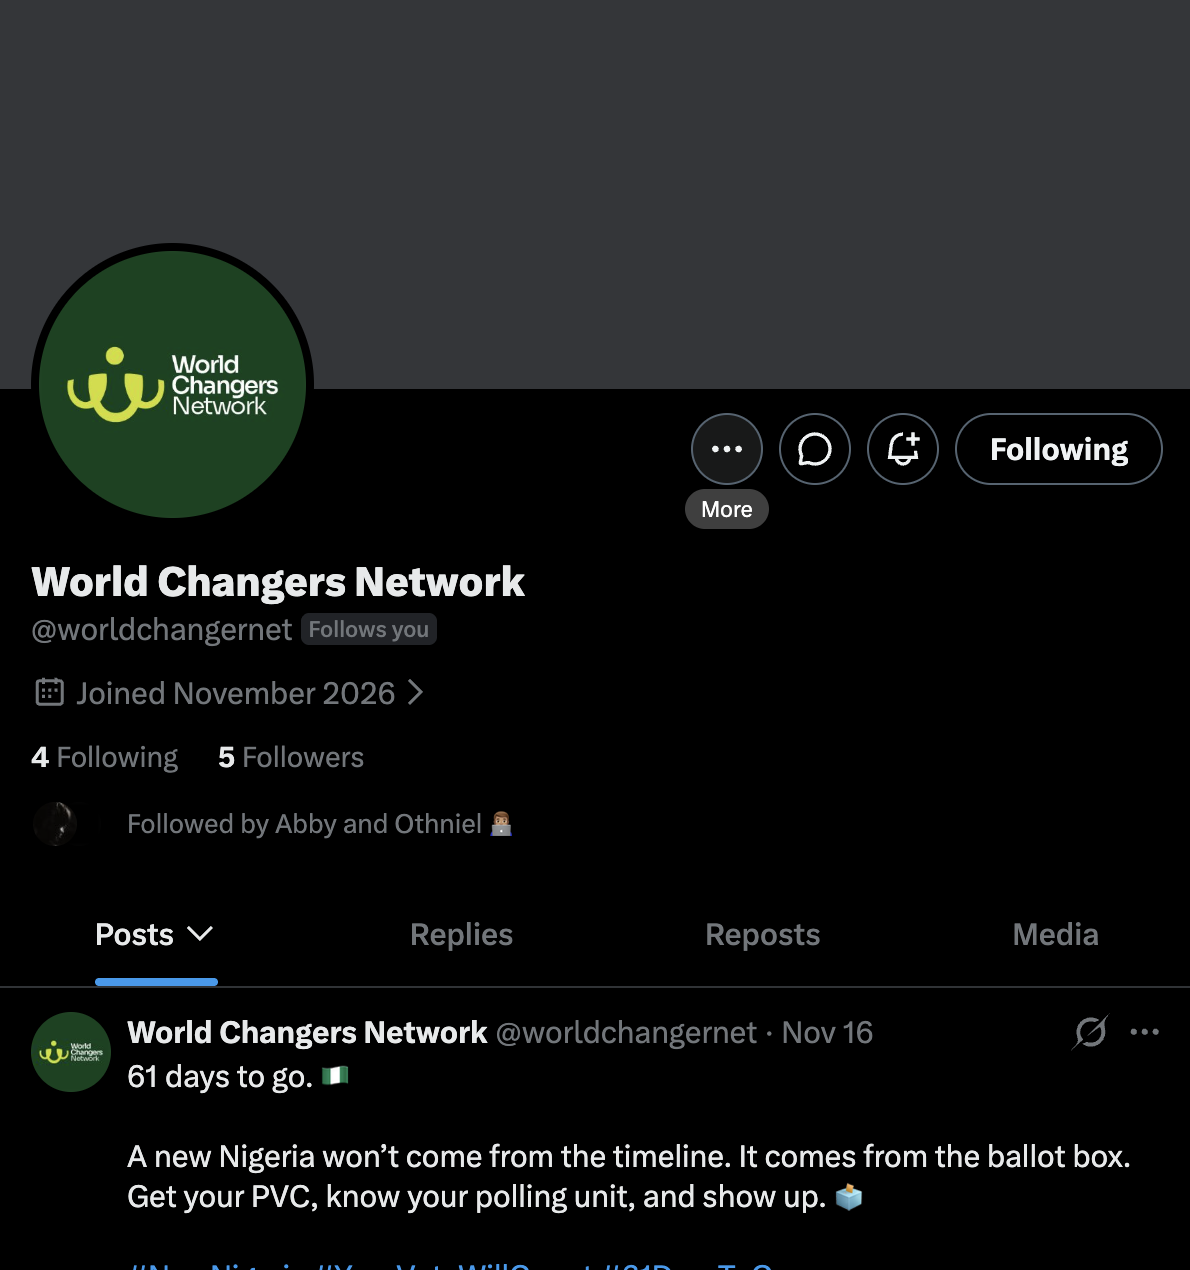 World
Changers
Network
Following
More
World Changers Network
@worldchangernet Follows you
Joined November 2026
4 Following 5 Followers
Followed by Abby and Othniel 👨🏽‍💻
Posts Replies Reposts Media
World Changers Network
World Changers Network @worldchangernet · Nov 16
61 days to go. 🇳🇬
A new Nigeria won’t come from the timeline. It comes from the ballot box.
Get your PVC, know your polling unit, and show up. 🗳️